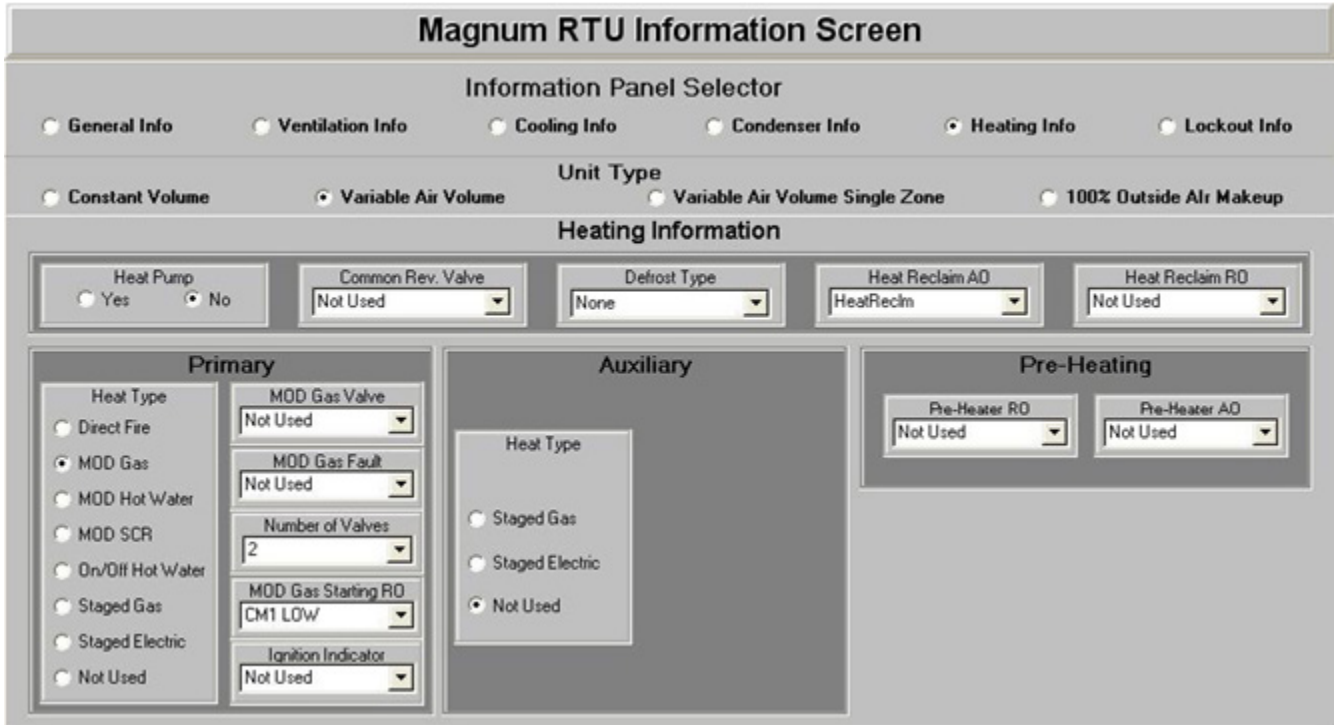 Magnum RTU Information Screen
Information Panel Selector
General Info Ventilation Info Cooling Info Condenser Info Heating Info Lockout Info
Unit Type
Constant Volume Variable Air Volume Variable Air Volume Single Zone 100% Outside AIr Makeup
Heating Information
Heat Pump Common Rev. Valve Defrost Type Heat Reclaim AO Heat Reclaim RO
Yes No Not Used None HeatReclm Not Used
Primary
Heat Type
Direct Fire
MOD Gas
MOD Hot Water
MOD SCR
On/Off Hot Water
Staged Gas
Staged Electric
Not Used
MOD Gas Valve
Not Used
MOD Gas Fault
Not Used
Number of Valves
2
MOD Gas Starting RO
CM1 LOW
Ignition Indicator
Not Used
Auxiliary
Heat Type
Staged Gas
Staged Electric
Not Used
Pre-Heating
Pre-Heater RO Pre-Heater AO
Not Used Not Used